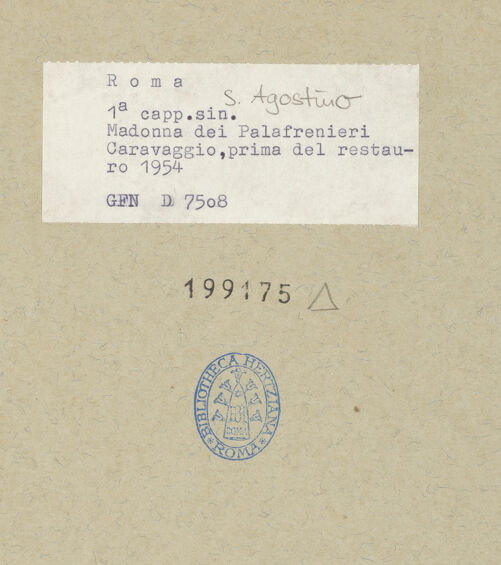 Roma
S. Agostino
1ª capp.sin.
Madonna dei Palafrenieri
Caravaggio,prima del restau-
ro 1954
GFN D 7508
199175
BIBLIOTHECA HERTZIANA
ROMA